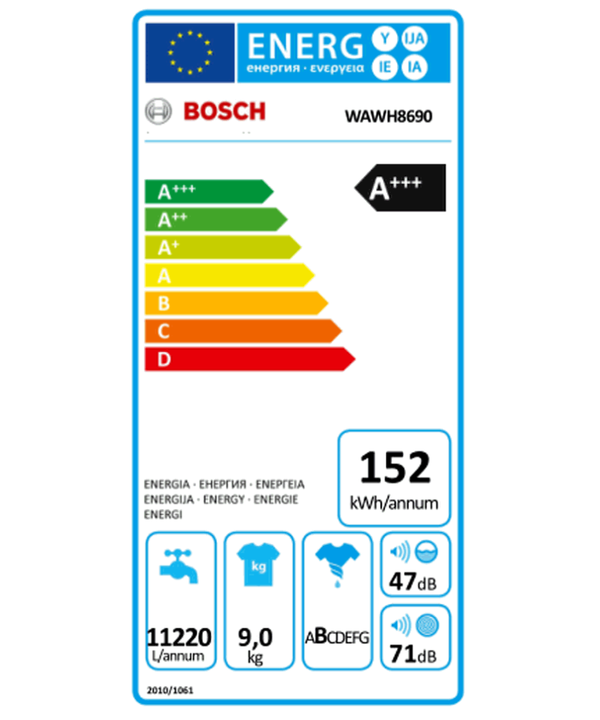 ENERG Y IJA
енергия · ενεργεια IE IA
BOSCH WAWH8690
A+++
A+++
A++
A+
A
B
C
D
152
kWh/annum
ENERGIA · ЕНЕРГИЯ · ΕΝΕΡΓΕΙΑ
ENERGIJA · ENERGY · ENERGIE
ENERGI
kg
47dB
11220
L/annum
9,0
kg
ABCDEFG
71dB
2010/1061